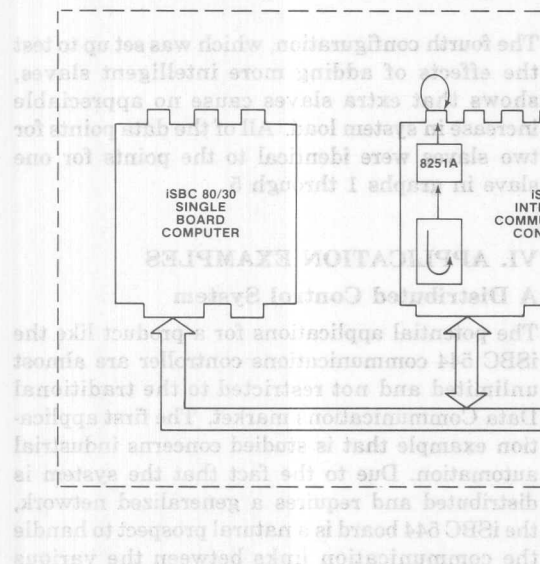 iSBC 80/30
SINGLE
BOARD
COMPUTER
8251A
iS
INTE
COMMU
CON
The fourth configuration, which was set up to test
the effects of adding more intelligent slaves,
shows that extra slaves cause no appreciable
increase in system load. All of the data points for
two slaves were identical to the points for one
slave in graphs 1 through 5
VI. APPLICATION EXAMPLES
A Distributed Control System
The potential applications for a product like the
iSBC 544 communications controller are almost
unlimited and not restricted to the traditional
Data Communications market. The first applica-
tion example that is studied concerns industrial
automation. Due to the fact that the system is
distributed and requires a generalized network,
the iSBC 544 board is a natural prospect to handle
the communication links between the various